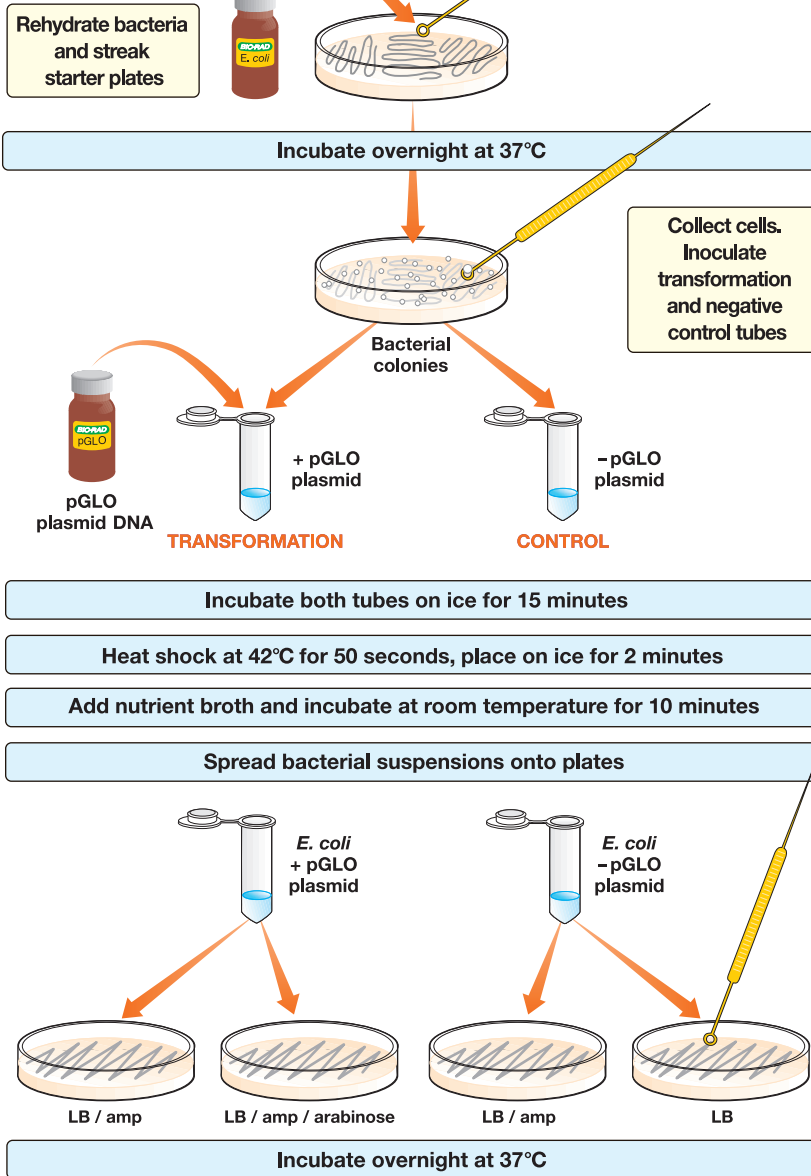 Rehydrate bacteria
and streak
starter plates
BIO-RAD
E. coli
Incubate overnight at 37°C
Collect cells.
Inoculate
transformation
and negative
control tubes
Bacterial
colonies
BIO-RAD
pGLO
pGLO
plasmid DNA
+ pGLO
plasmid
TRANSFORMATION
–pGLO
plasmid
CONTROL
Incubate both tubes on ice for 15 minutes
Heat shock at 42°C for 50 seconds, place on ice for 2 minutes
Add nutrient broth and incubate at room temperature for 10 minutes
Spread bacterial suspensions onto plates
E. coli
+ pGLO
plasmid
E. coli
–pGLO
plasmid
LB / amp
LB / amp / arabinose
LB / amp
LB
Incubate overnight at 37°C